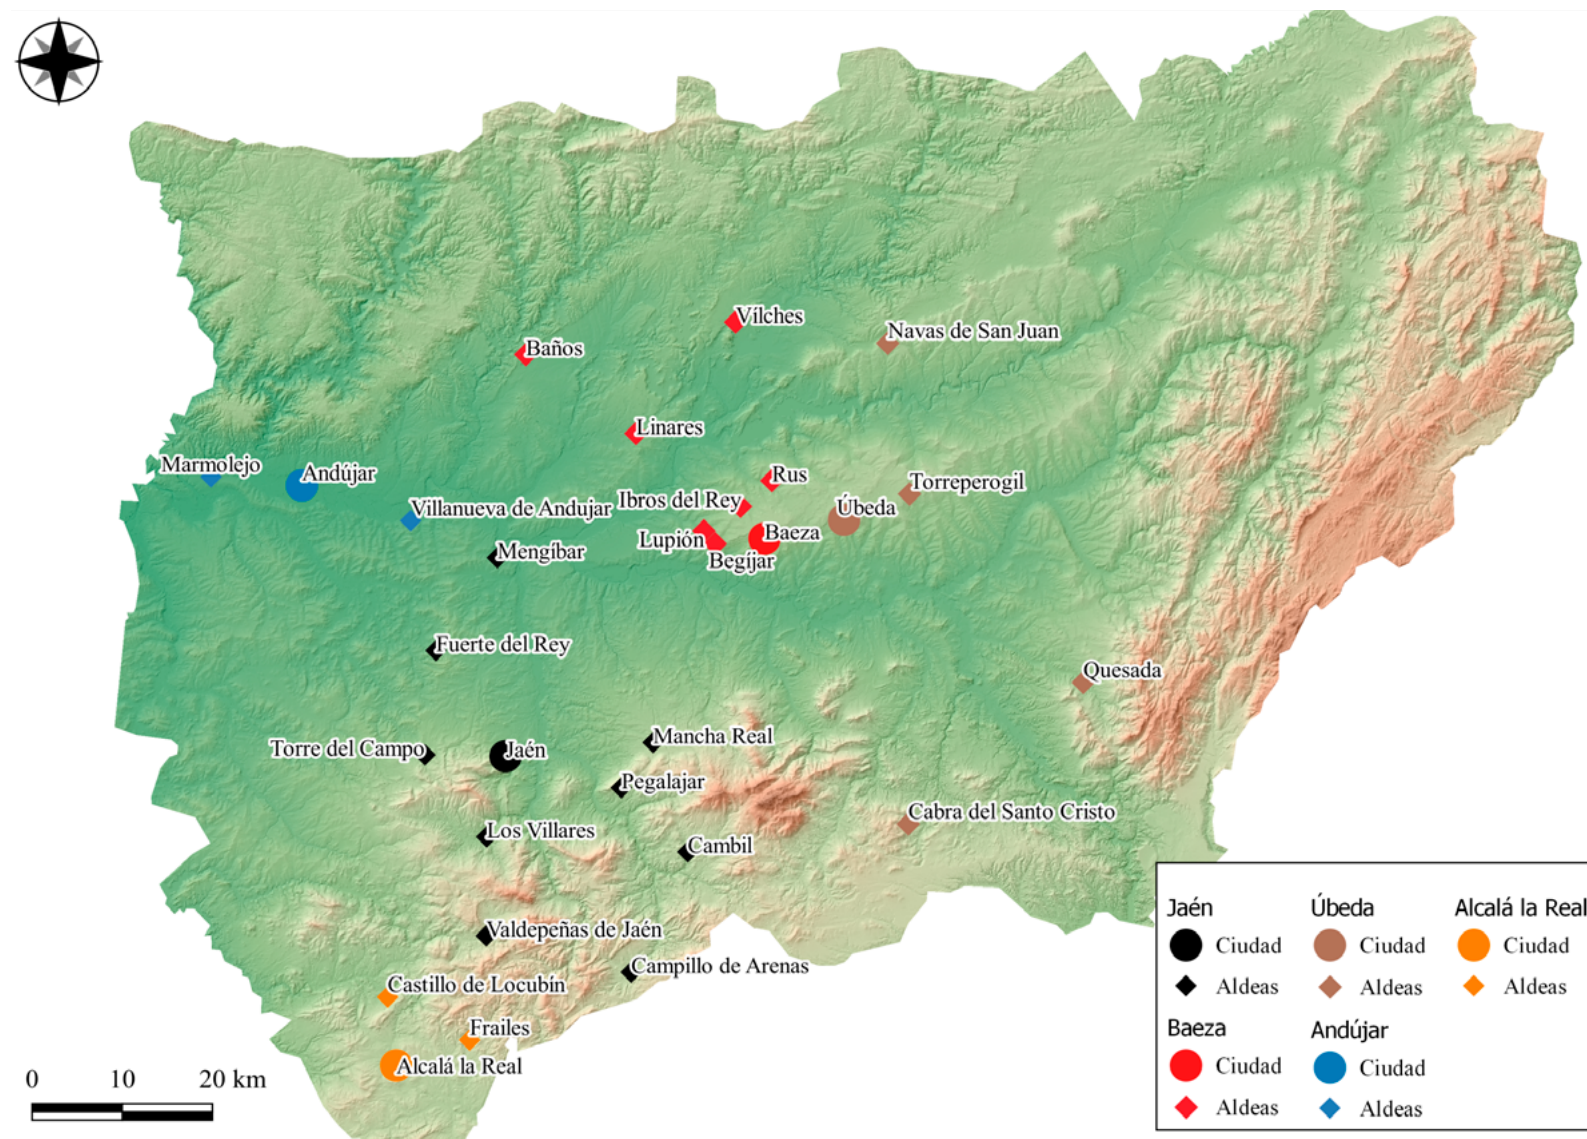 Vilches
Navas de San Juan
Baños
Linares
Marmolejo
Andújar
Rus
Torreperogil
Ibros del Rey
Villanueva de Andujar
Úbeda
Baeza
Lupión
Mengíbar
Begíjar
Fuerte del Rey
Quesada
Mancha Real
Torre del Campo
Jaén
Pegalajar
Cabra del Santo Cristo
Los Villares
Cambil
Valdepeñas de Jaén
Campillo de Arenas
Castillo de Locubín
Frailes
Alcalá la Real
0 10 20 km
Jaén Úbeda Alcalá la Real
Ciudad Ciudad Ciudad
Aldeas Aldeas Aldeas
Baeza Andújar
Ciudad Ciudad
Aldeas Aldeas